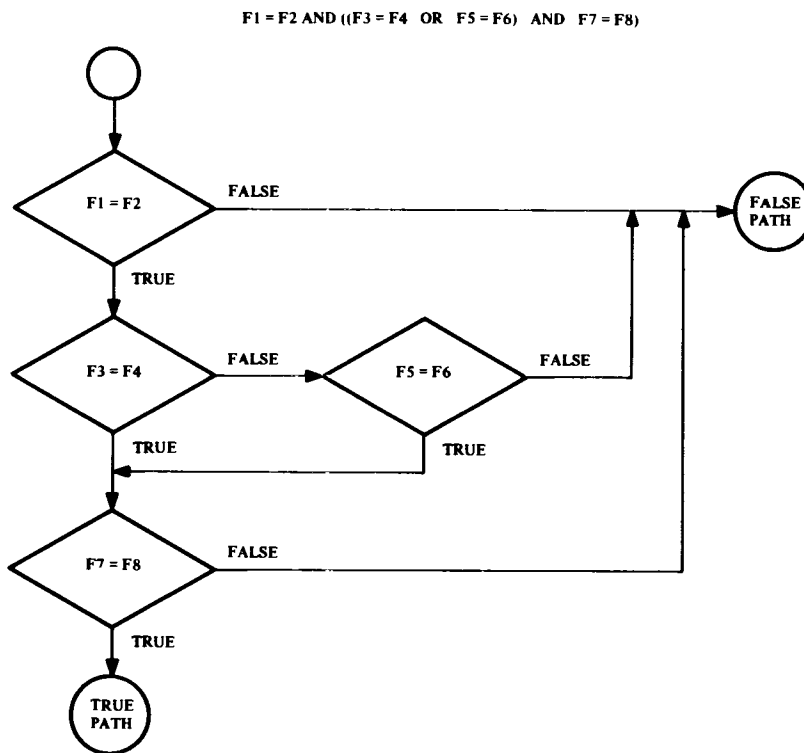 F1 = F2 AND ((F3 = F4 OR F5 = F6) AND F7 = F8)
F1 = F2
FALSE
FALSE
PATH
TRUE
F3 = F4
FALSE
F5 = F6
FALSE
TRUE
TRUE
F7 = F8
FALSE
TRUE
TRUE
PATH